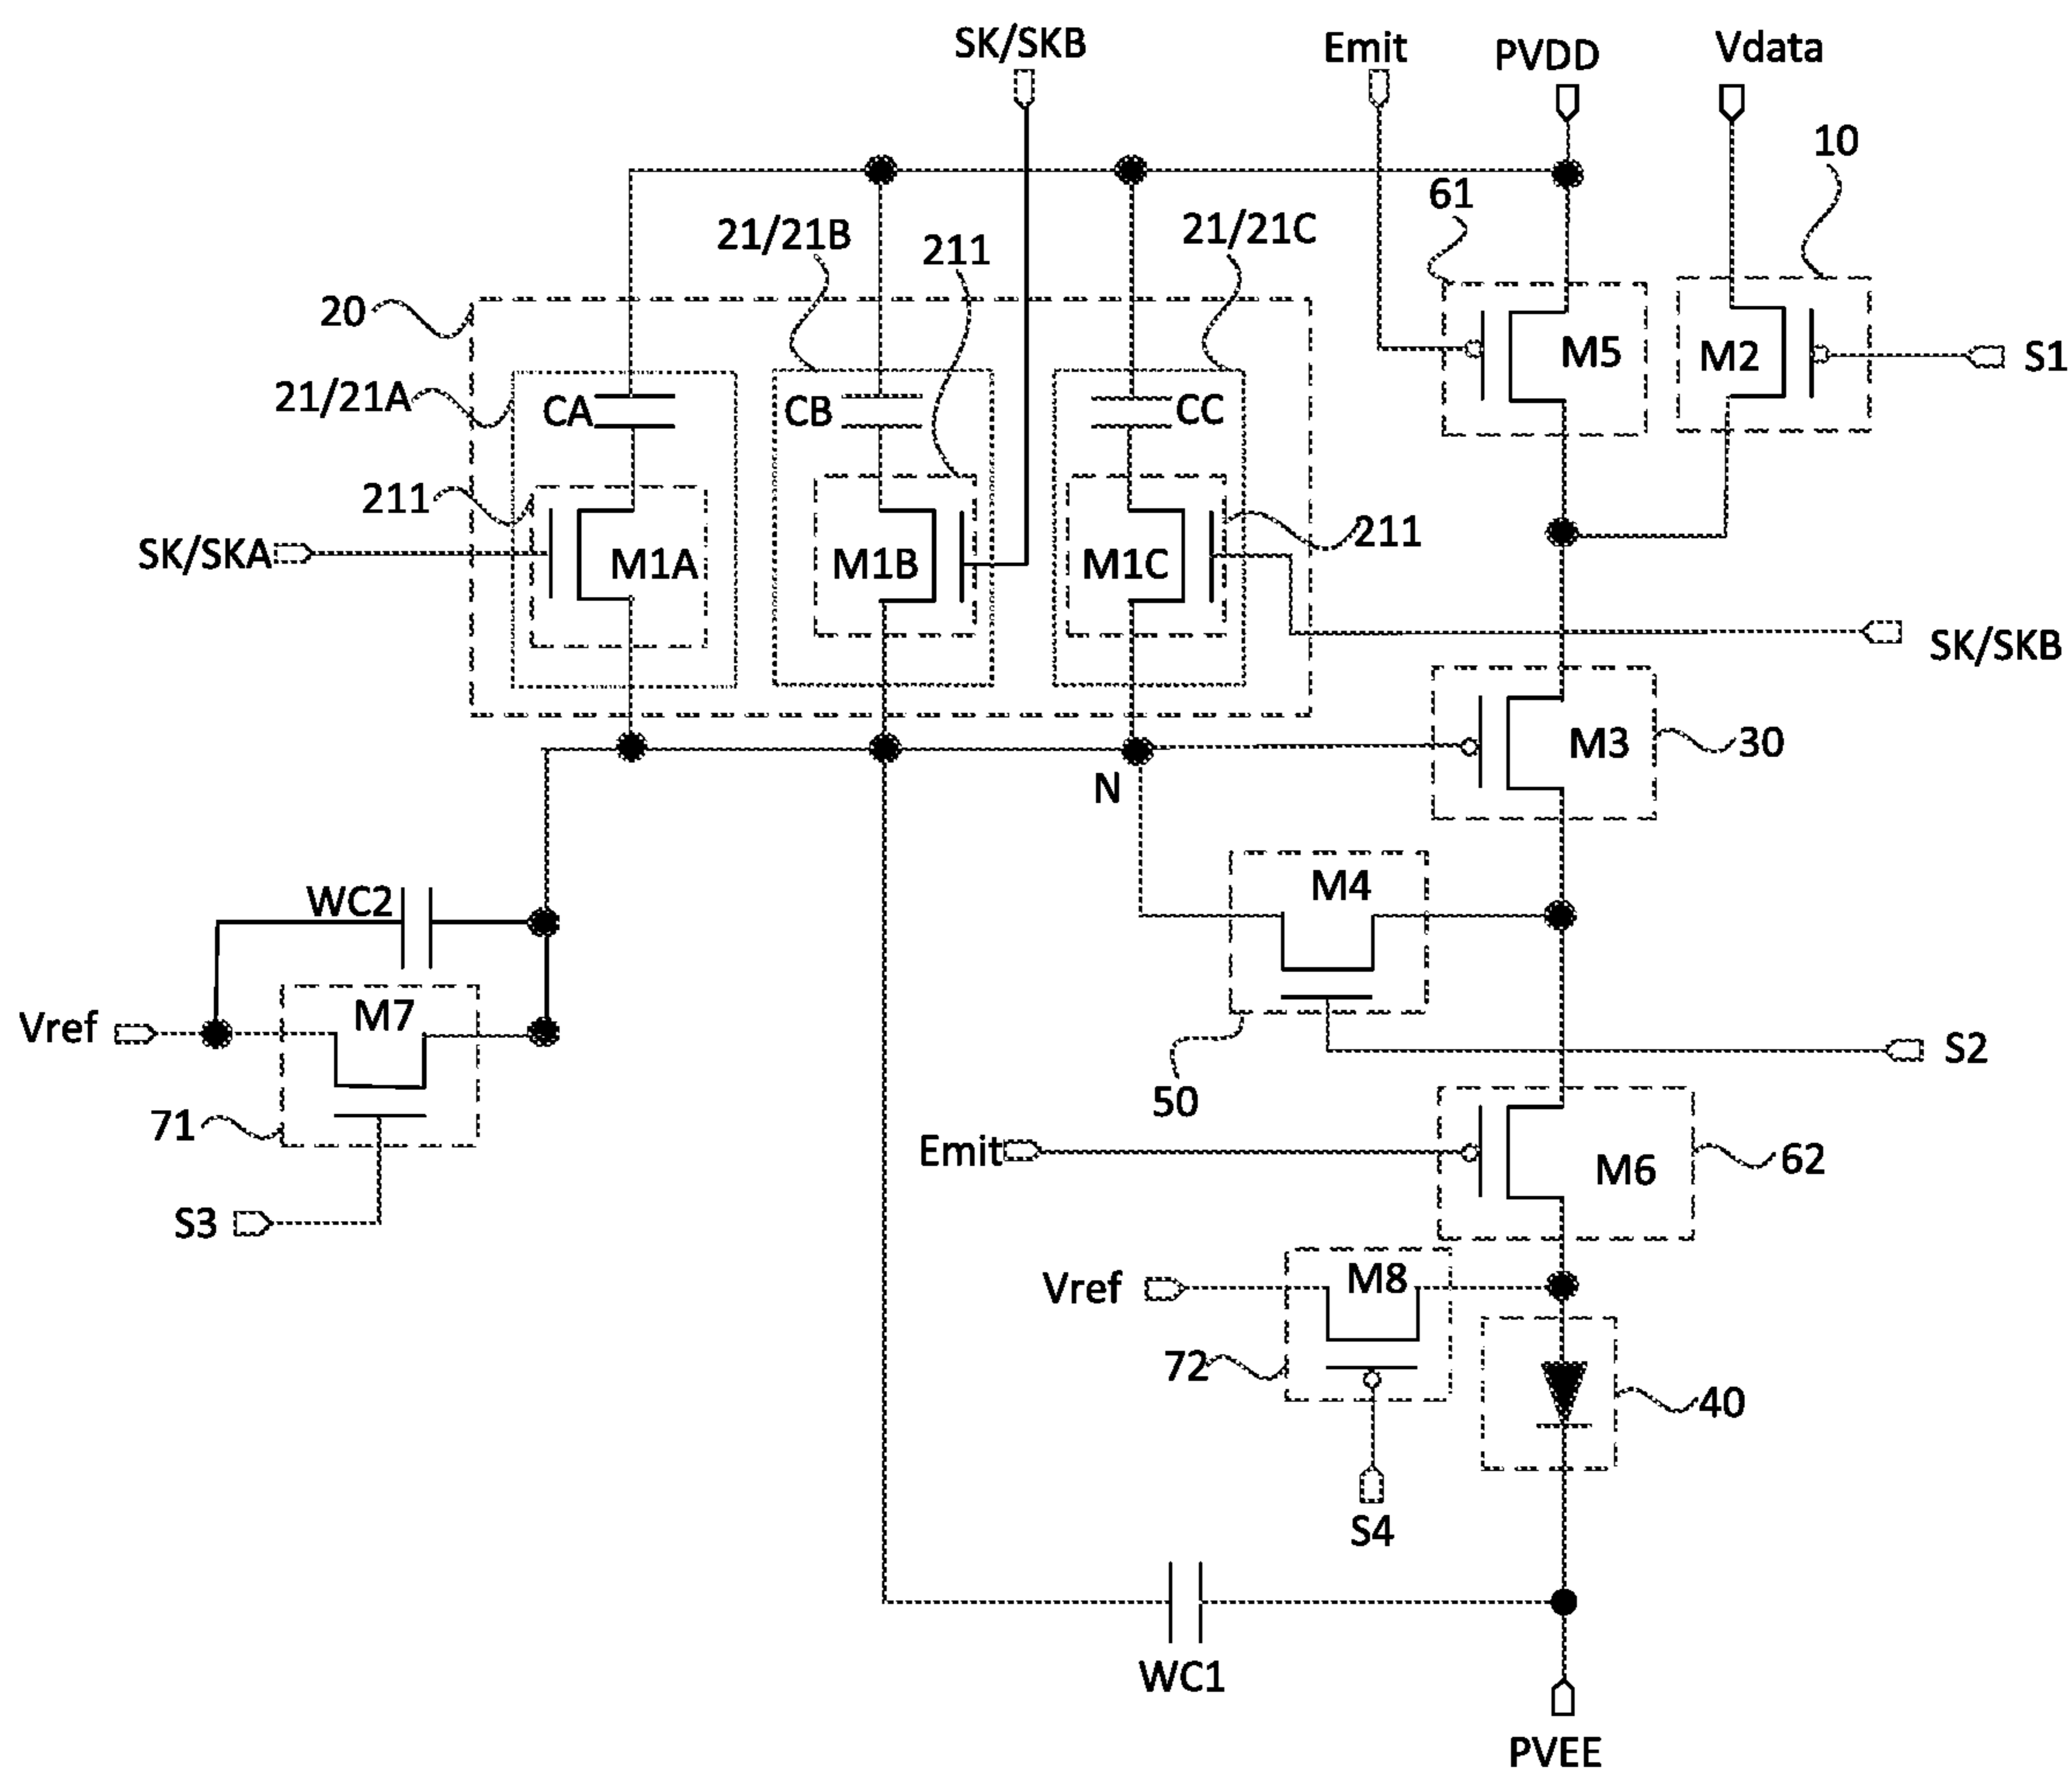 SK/SKB
Emit
PVDD
Vdata
10
61
21/21B
211
21/21C
20
21/21A
CA
CB
CC
M5
M2
S1
211
211
SK/SKA
M1A
M1B
M1C
SK/SKB
M3
30
N
M4
WC2
M7
Vref
S2
71
50
Emit
62
M6
S3
Vref
M8
72
40
S4
WC1
PVEE